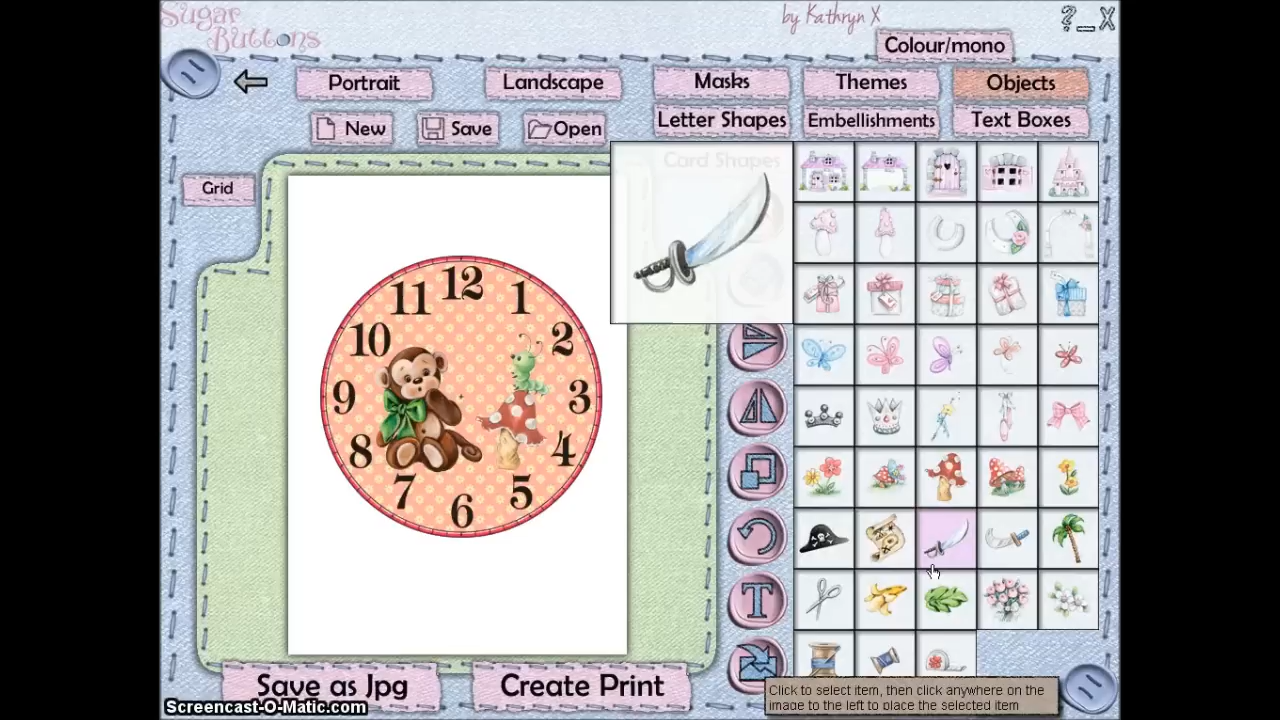 Sugar
Buttons
by Kathryn X
? _ X
Colour/mono
Portrait
Landscape
Masks
Themes
Objects
New
Save
Open
Letter Shapes
Embellishments
Text Boxes
Card Shapes
Grid
12
11
1
10
2
9
3
8
4
7
5
6
T
Save as Jpg
Create Print
Click to select item, then click anywhere on the
image to the left to place the selected item
Screencast-O-Matic.com